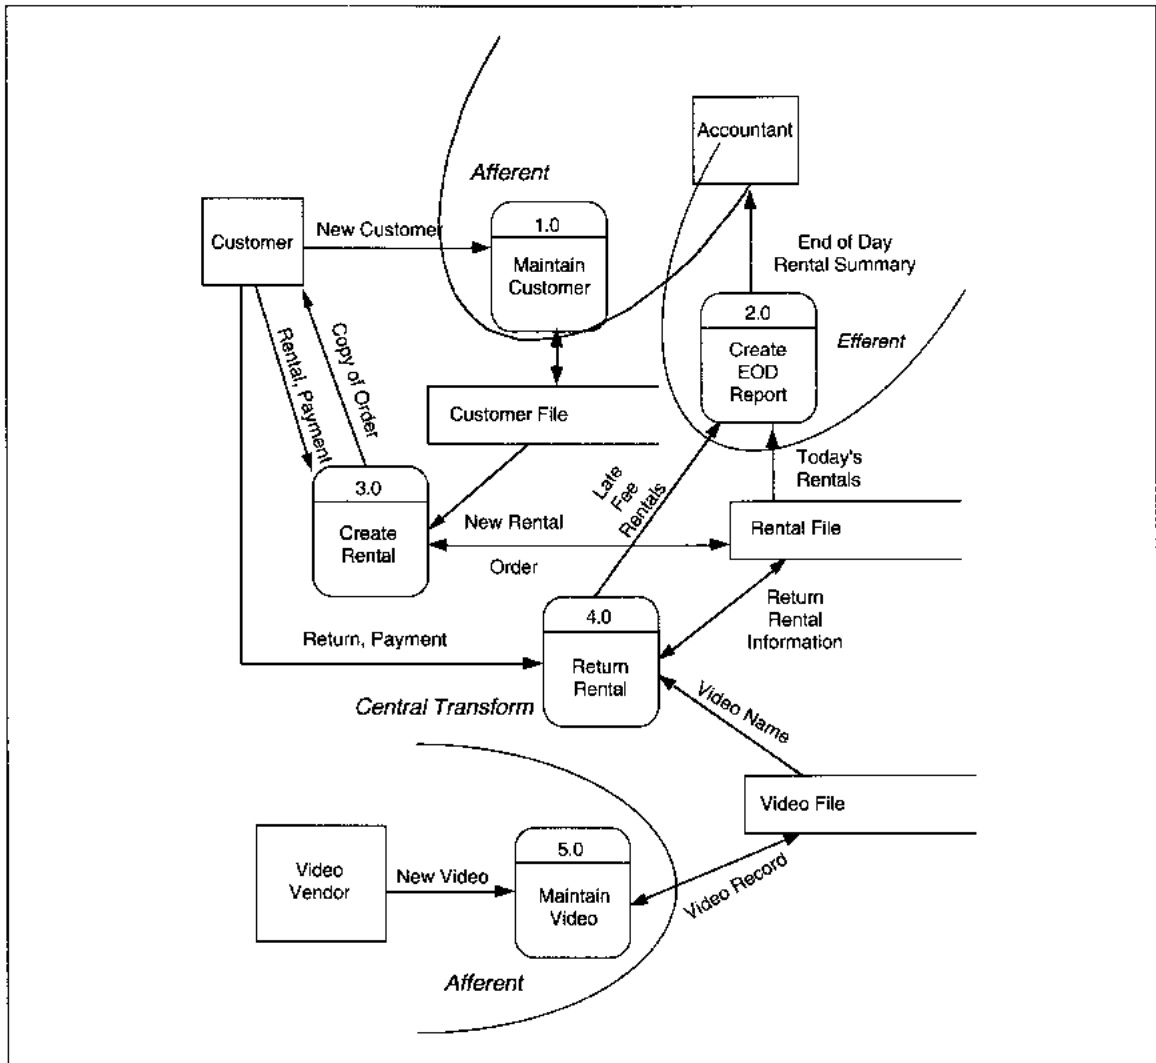 Accountant
Afferent
Customer
New Customer
1.0
Maintain
Customer
End of Day
Rental Summary
2.0
Create
EOD
Report
Efferent
Rental, Payment
Copy of Order
Customer File
Today's
Rentals
3.0
Create
Rental
Late
Fee
Rentals
New Rental
Order
Rental File
4.0
Return
Rental
Return, Payment
Return
Rental
Information
Central Transform
Video Name
Video File
Video
Vendor
New Video
5.0
Maintain
Video
Video Record
Afferent